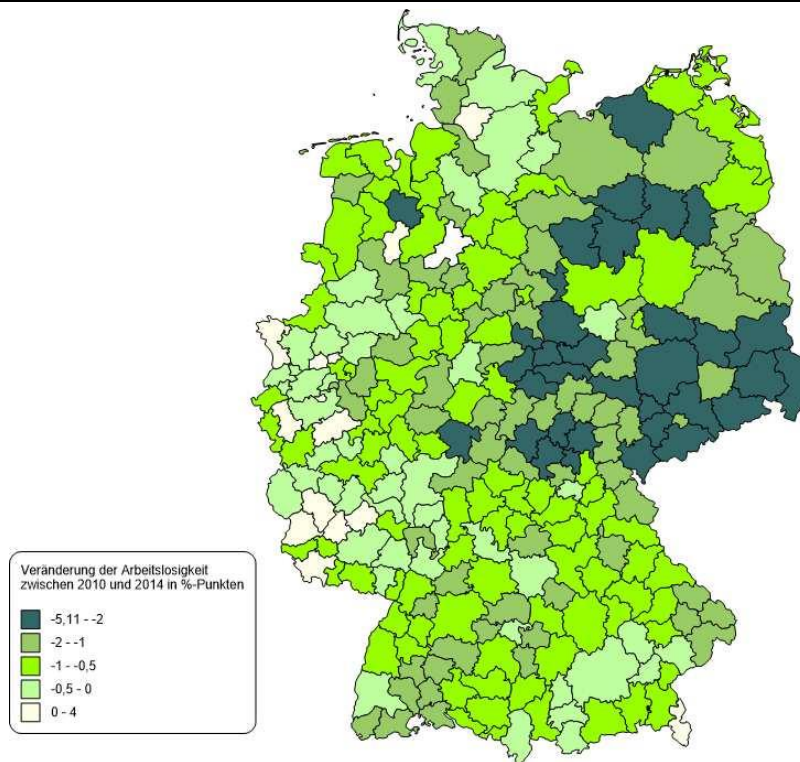 Veränderung der Arbeitslosigkeit
zwischen 2010 und 2014 in %-Punkten
-5,11 - -2
-2 - -1
-1 - -0,5
-0,5 - 0
0 - 4